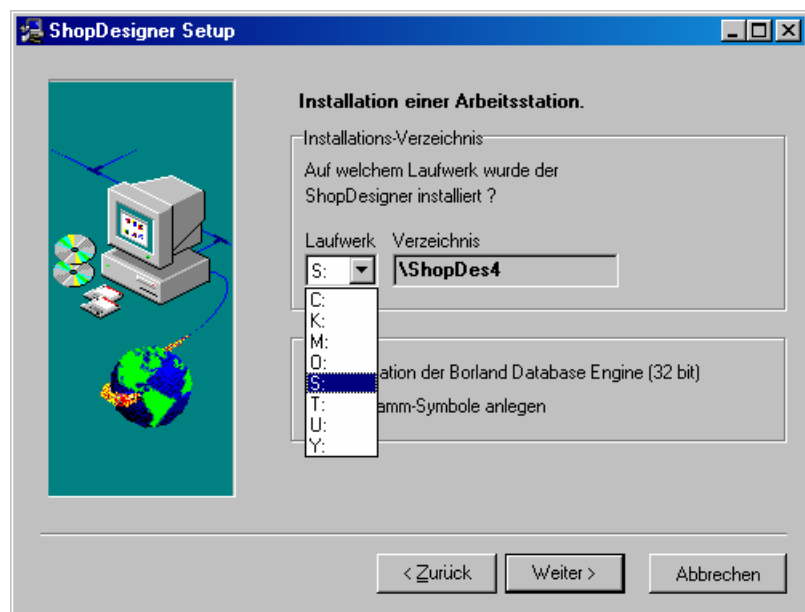 ShopDesigner Setup
Installation einer Arbeitsstation.
Installations-Verzeichnis
Auf welchem Laufwerk wurde der
ShopDesigner installiert ?
Laufwerk Verzeichnis
S: \ShopDes4
C:
K:
M:
O:
S:
T:
U:
Y:
ation der Borland Database Engine (32 bit)
amm-Symbole anlegen
< Zurück Weiter > Abbrechen